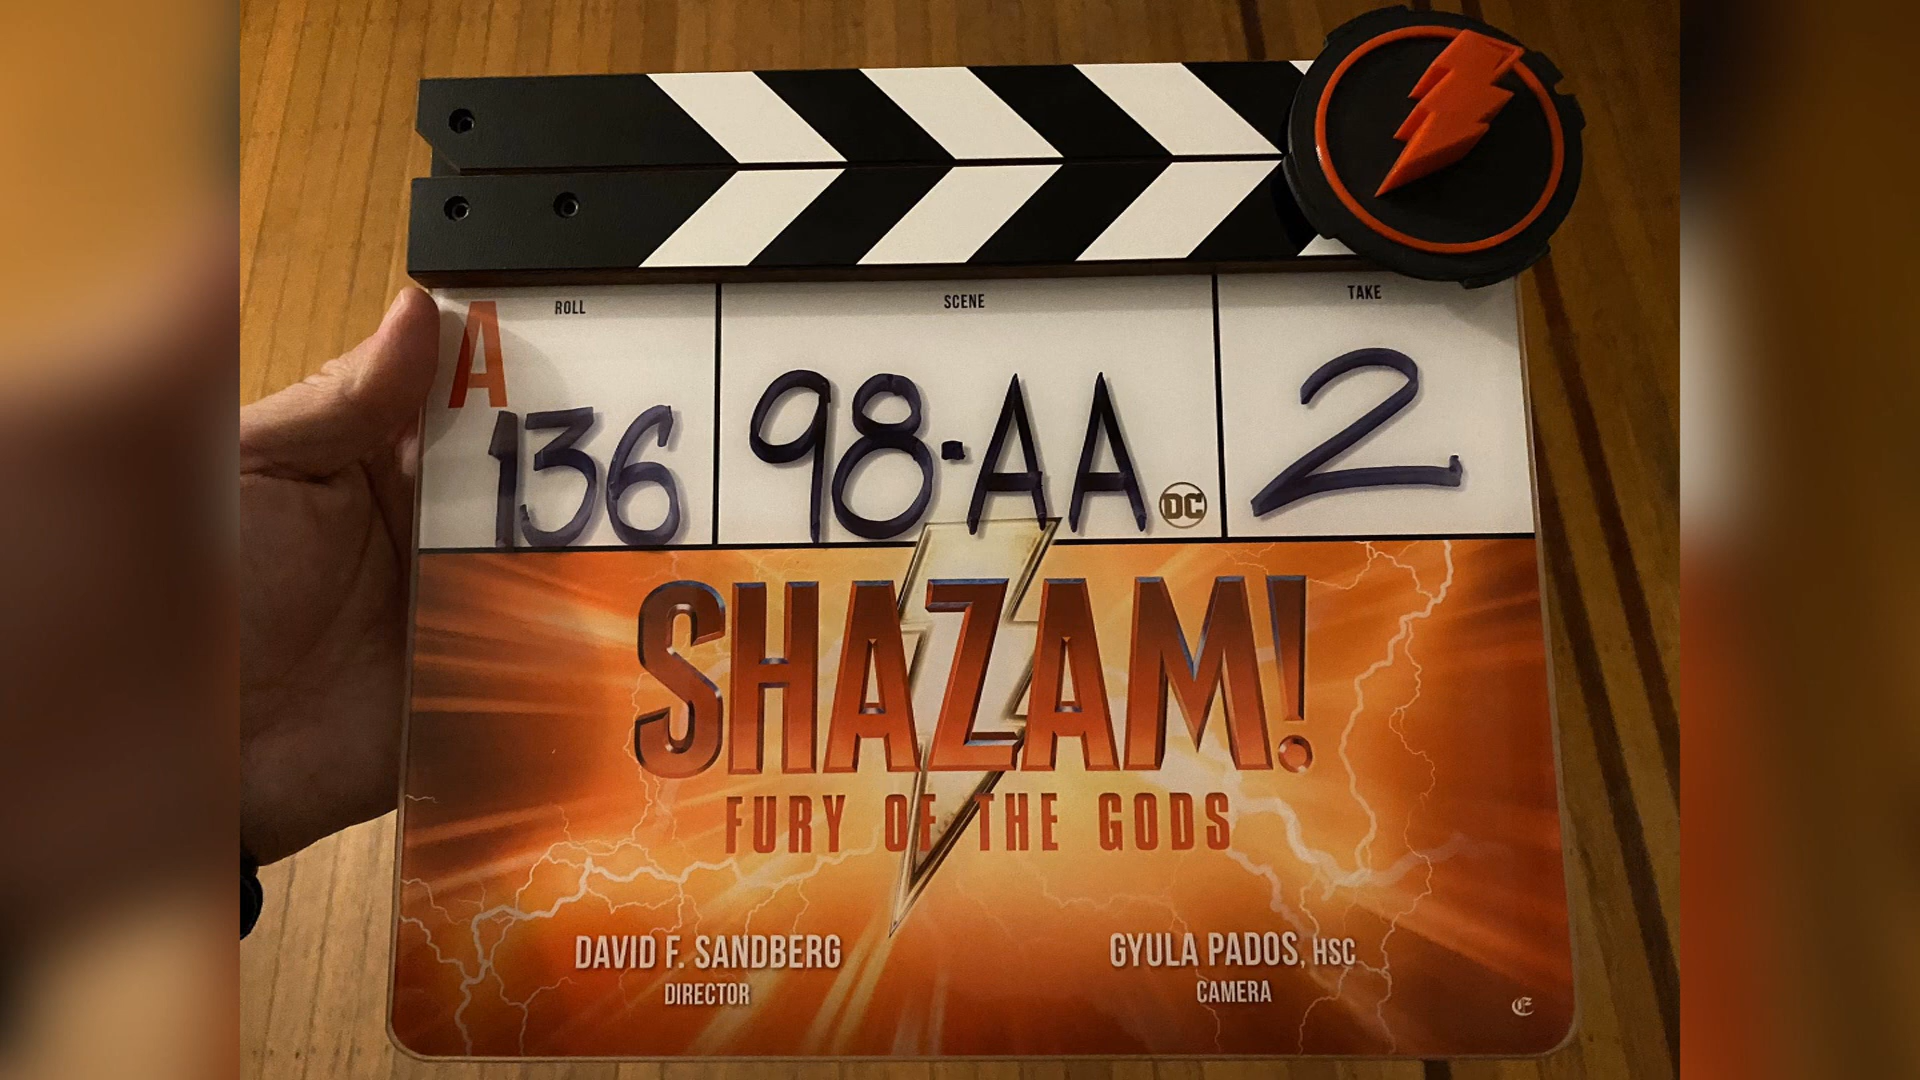 ROLL
SCENE
TAKE
A
136
98-AA
2
DC
SHAZAM!
FURY OF THE GODS
DAVID F. SANDBERG
DIRECTOR
GYULA PADOS, HSC
CAMERA